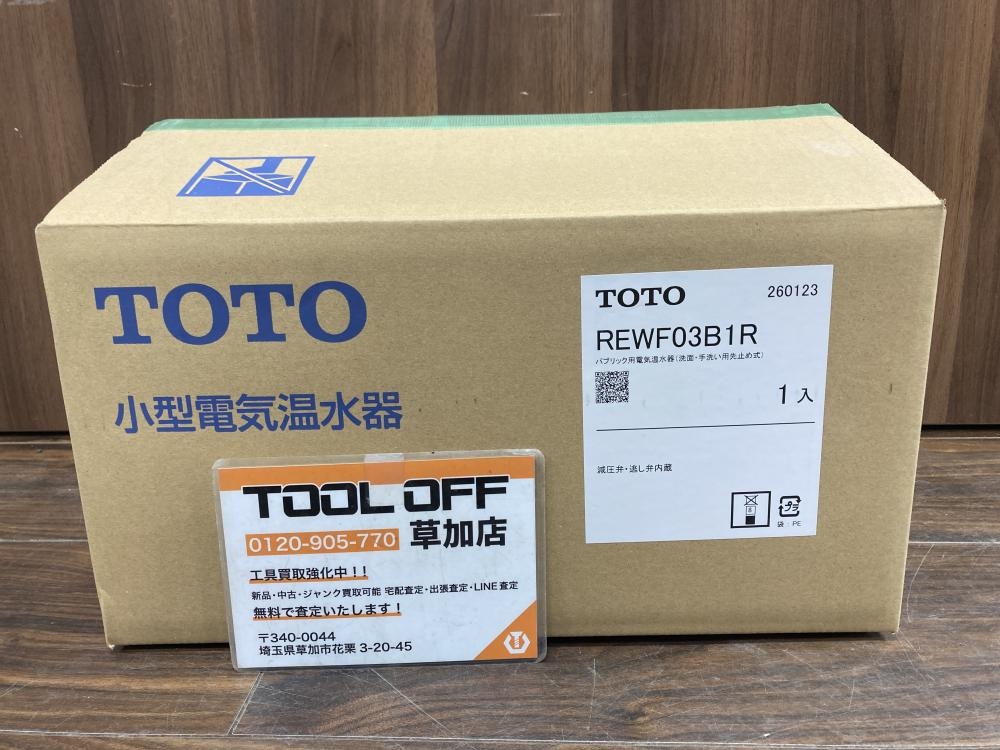 TOTO
小型電気温水器
TOTO 260123
REWF03B1R
パブリック用電気温水器(洗面・手洗い用先止め式)
1入
減圧弁・逃し弁内蔵
プラ
袋:PE
TOOL OFF
0120-905-770 草加店
工具買取強化中!!
新品・中古・ジャンク買取可能 宅配査定・出張査定・LINE査定
無料で査定いたします!
〒340-0044
埼玉県草加市花栗 3-20-45